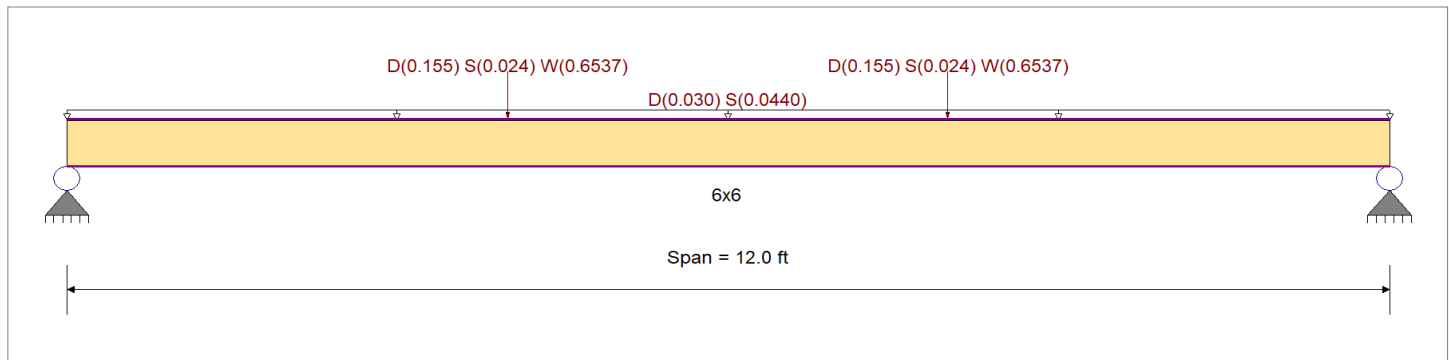 D(0.155) S(0.024) W(0.6537) D(0.155) S(0.024) W(0.6537)
D(0.030) S(0.0440)
6x6
Span = 12.0 ft